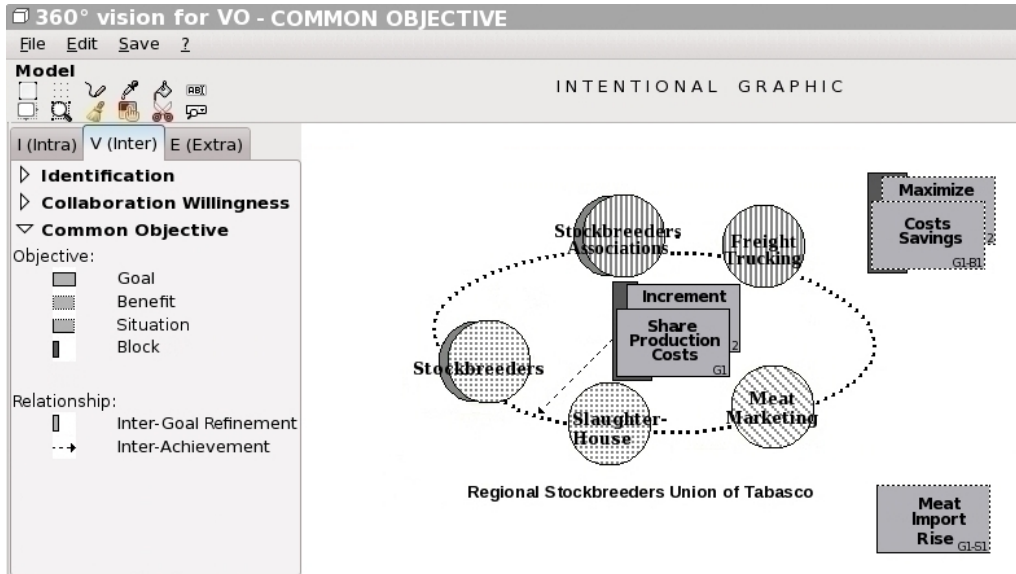 360° vision for VO - COMMON OBJECTIVE
File Edit Save ?
Model
ABI
INTENTIONAL GRAPHIC
I (Intra) V (Inter) E (Extra)
Identification
Collaboration Willingness
Common Objective
Objective:
Goal
Benefit
Situation
Block
Relationship:
Inter-Goal Refinement
Inter-Achievement
Stockbreeders
Associations
Freight
Trucking
Maximize
2
Costs
Savings
G1-B1
Increment
2
Share
Production
Costs
G1
Stockbreeders
Slaughter-
House
Meat
Marketing
Regional Stockbreeders Union of Tabasco
Meat
Import
Rise
G1-S1